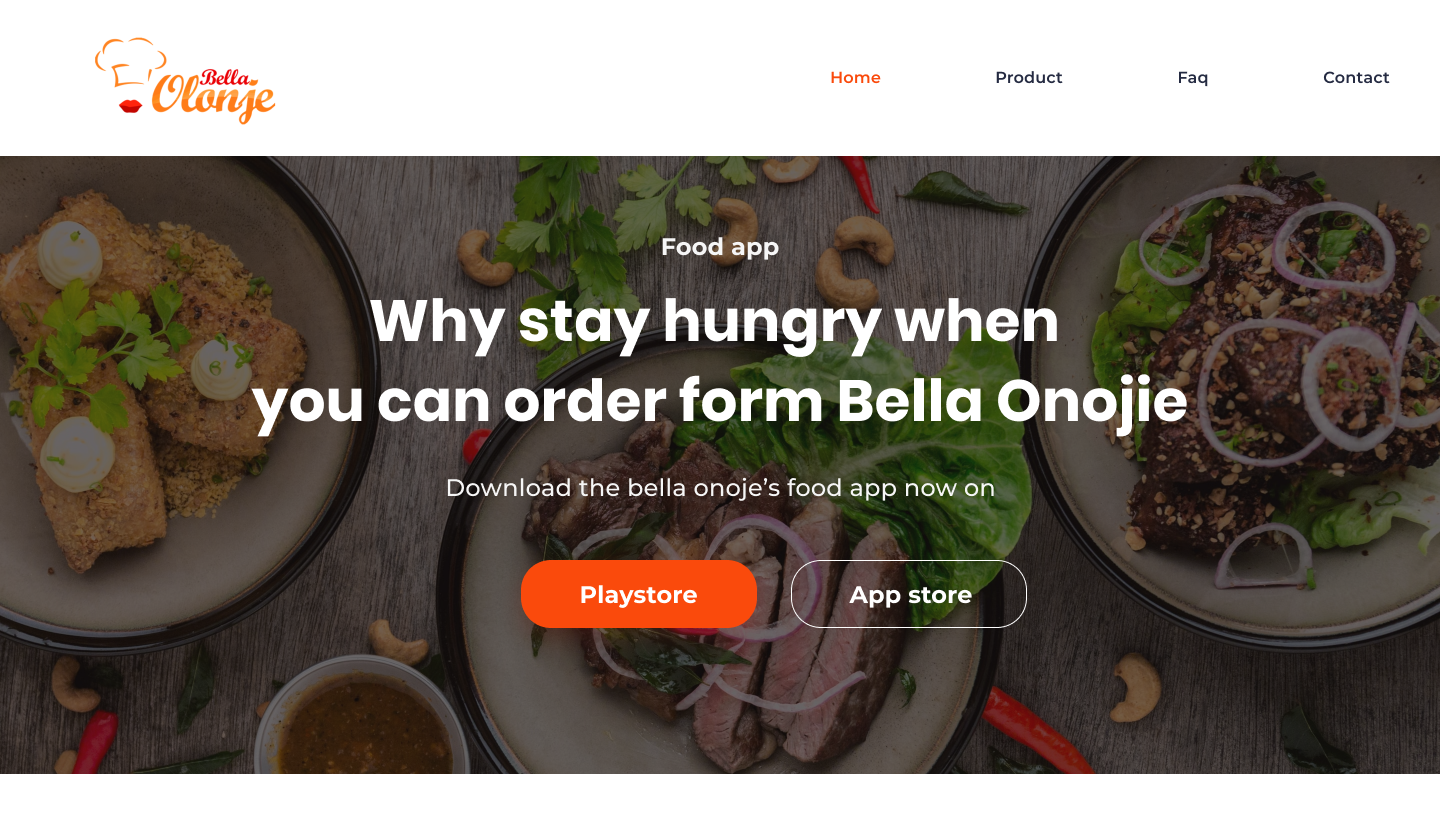 Bella
Olonje
Home Product Faq Contact
Food app
Why stay hungry when
you can order form Bella Onojie
Download the bella onoje’s food app now on
Playstore App store